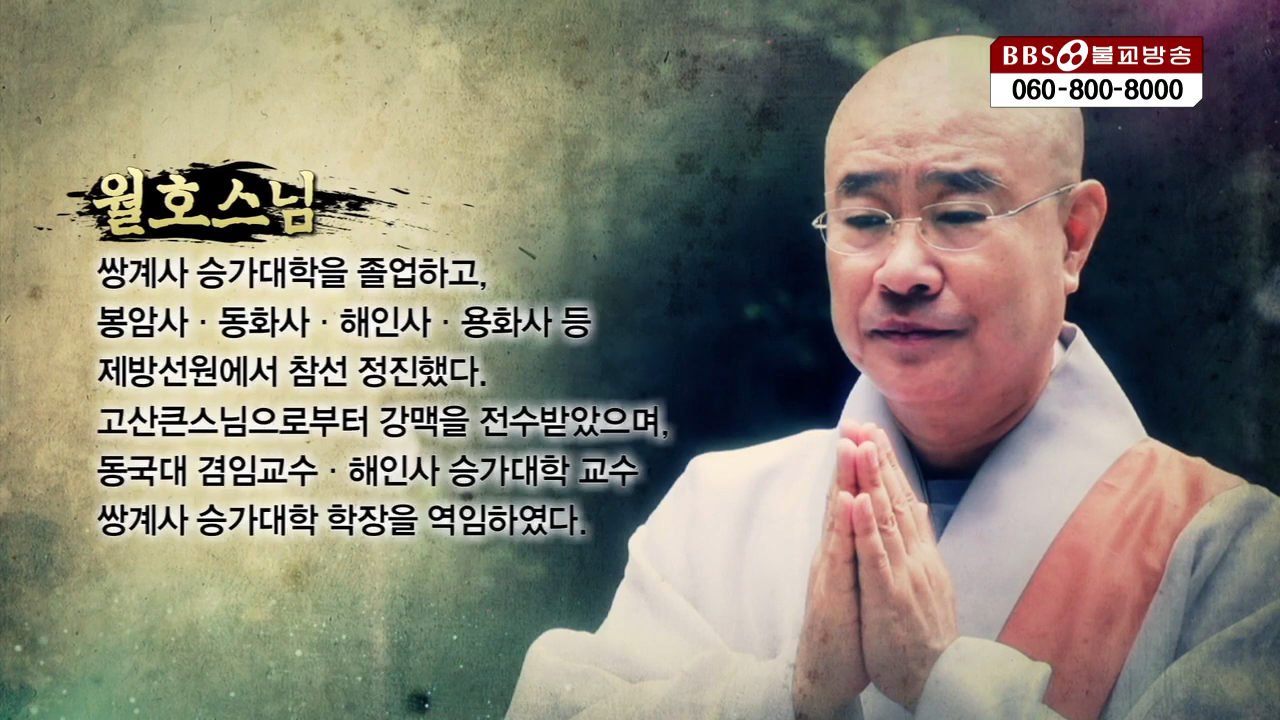 BBS 불교방송
060-800-8000
월호스님
쌍계사 승가대학을 졸업하고,
봉암사 · 동화사 · 해인사 · 용화사 등
제방선원에서 참선 정진했다.
고산큰스님으로부터 강맥을 전수받았으며,
동국대 겸임교수 · 해인사 승가대학 교수
쌍계사 승가대학 학장을 역임하였다.